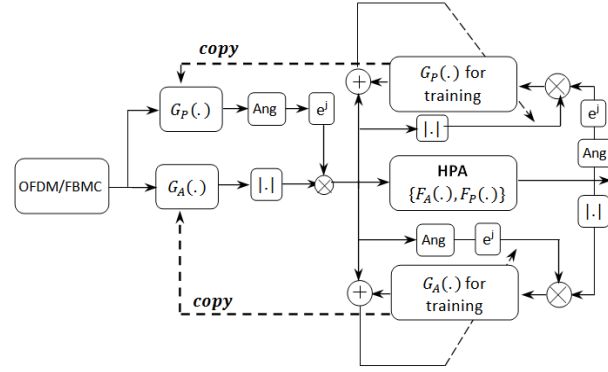 copy
G_P(.) for
training
G_P(.)
Ang
e^j
|.|
e^j
Ang
OFDM/FBMC
G_A(.)
|.|
HPA
{F_A(.), F_P(.)}
|.|
Ang
e^j
G_A(.) for
training
copy